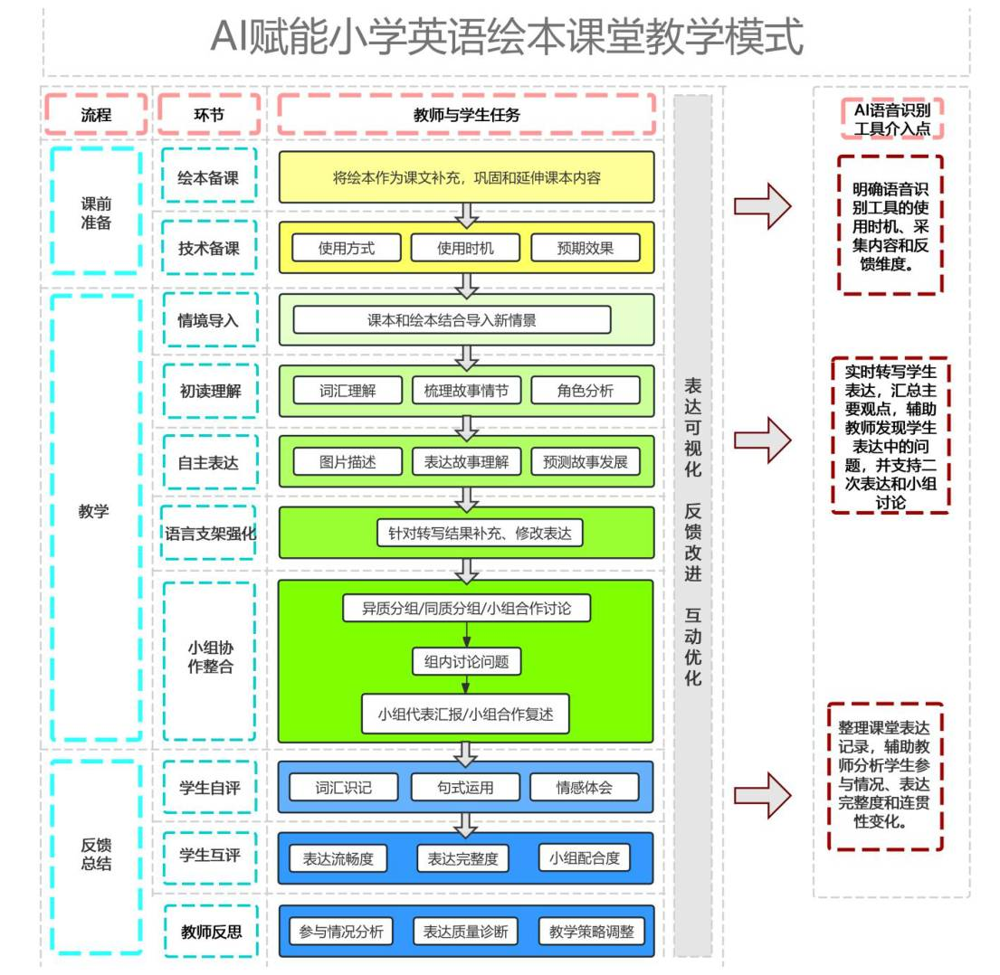 AI赋能小学英语绘本课堂教学模式
流程
环节
教师与学生任务
AI语音识别
工具介入点
课前
准备
绘本备课
将绘本作为课文补充，巩固和延伸课本内容
技术备课
使用方式
使用时机
预期效果
明确语音识
别工具的使
用时机、采
集内容和反
馈维度。
教学
情境导入
课本和绘本结合导入新情景
初读理解
词汇理解
梳理故事情节
角色分析
自主表达
图片描述
表达故事理解
预测故事发展
语言支架强化
针对转写结果补充、修改表达
小组协
作整合
异质分组/同质分组/小组合作讨论
组内讨论问题
小组代表汇报/小组合作复述
表达可视化 反馈改进 互动优化
实时转写学生
表达，汇总主
要观点，辅助
教师发现学生
表达中的问
题，并支持二
次表达和小组
讨论
反馈
总结
学生自评
词汇识记
句式运用
情感体会
学生互评
表达流畅度
表达完整度
小组配合度
教师反思
参与情况分析
表达质量诊断
教学策略调整
整理课堂表达
记录，辅助教
师分析学生参
与情况、表达
完整度和连贯
性变化。